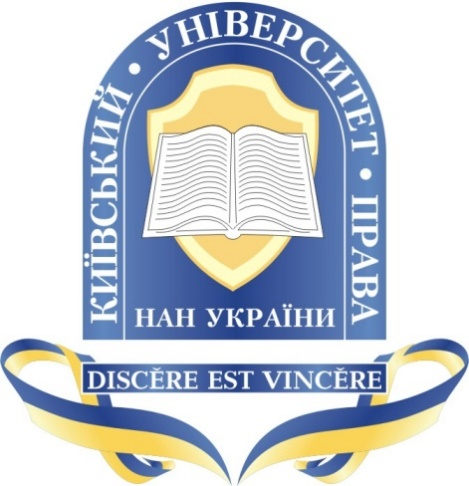 КИЇВСЬКИЙ • УНІВЕРСИТЕТ • ПРАВА
НАН УКРАЇНИ
DISCĔRE EST VINCĔRE